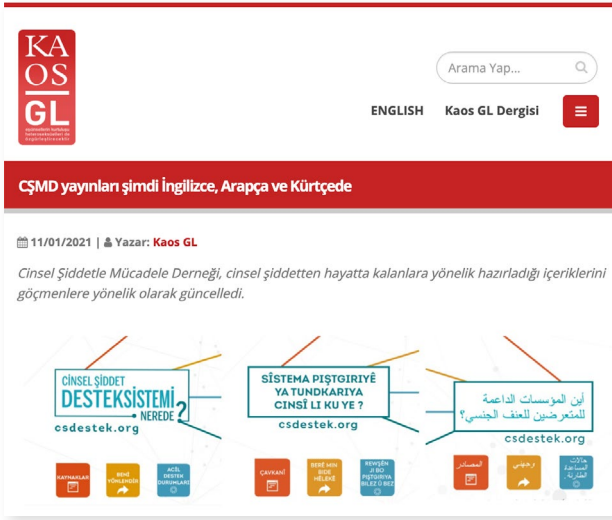 KA
OS
GL
Arama Yap...
ENGLISH Kaos GL Dergisi
CŞMD yayınları şimdi İngilizce, Arapça ve Kürtçede
11/01/2021 | Yazar: Kaos GL
Cinsel Şiddetle Mücadele Derneği, cinsel şiddetten hayatta kalanlara yönelik hazırladığı içeriklerini
göçmenlere yönelik olarak güncelledi.
CİNSEL ŞİDDET
DESTEKSİSTEMİ
NEREDE?
csdestek.org
KAYNAKLAR
BENİ
YÖNLENDİR
ACİL
DESTEK
DURUMLARI
SÎSTEMA PIŞTGIRIYÊ
YA TUNDKARIYA
CINSÎ LI KU YE ?
csdestek.org
ÇAVKANÎ
BERÊ MIN
BIDE
HÊLEKÊ
REWŞÊN
JI BO
PIŞTGIRIYA
BILEZ Û BEZ
أين المؤسسات الداعمة
للمتعرضين للعنف الجنسي؟
csdestek.org
المصادر
وجهني
حالات
المساعدة
الطارئة